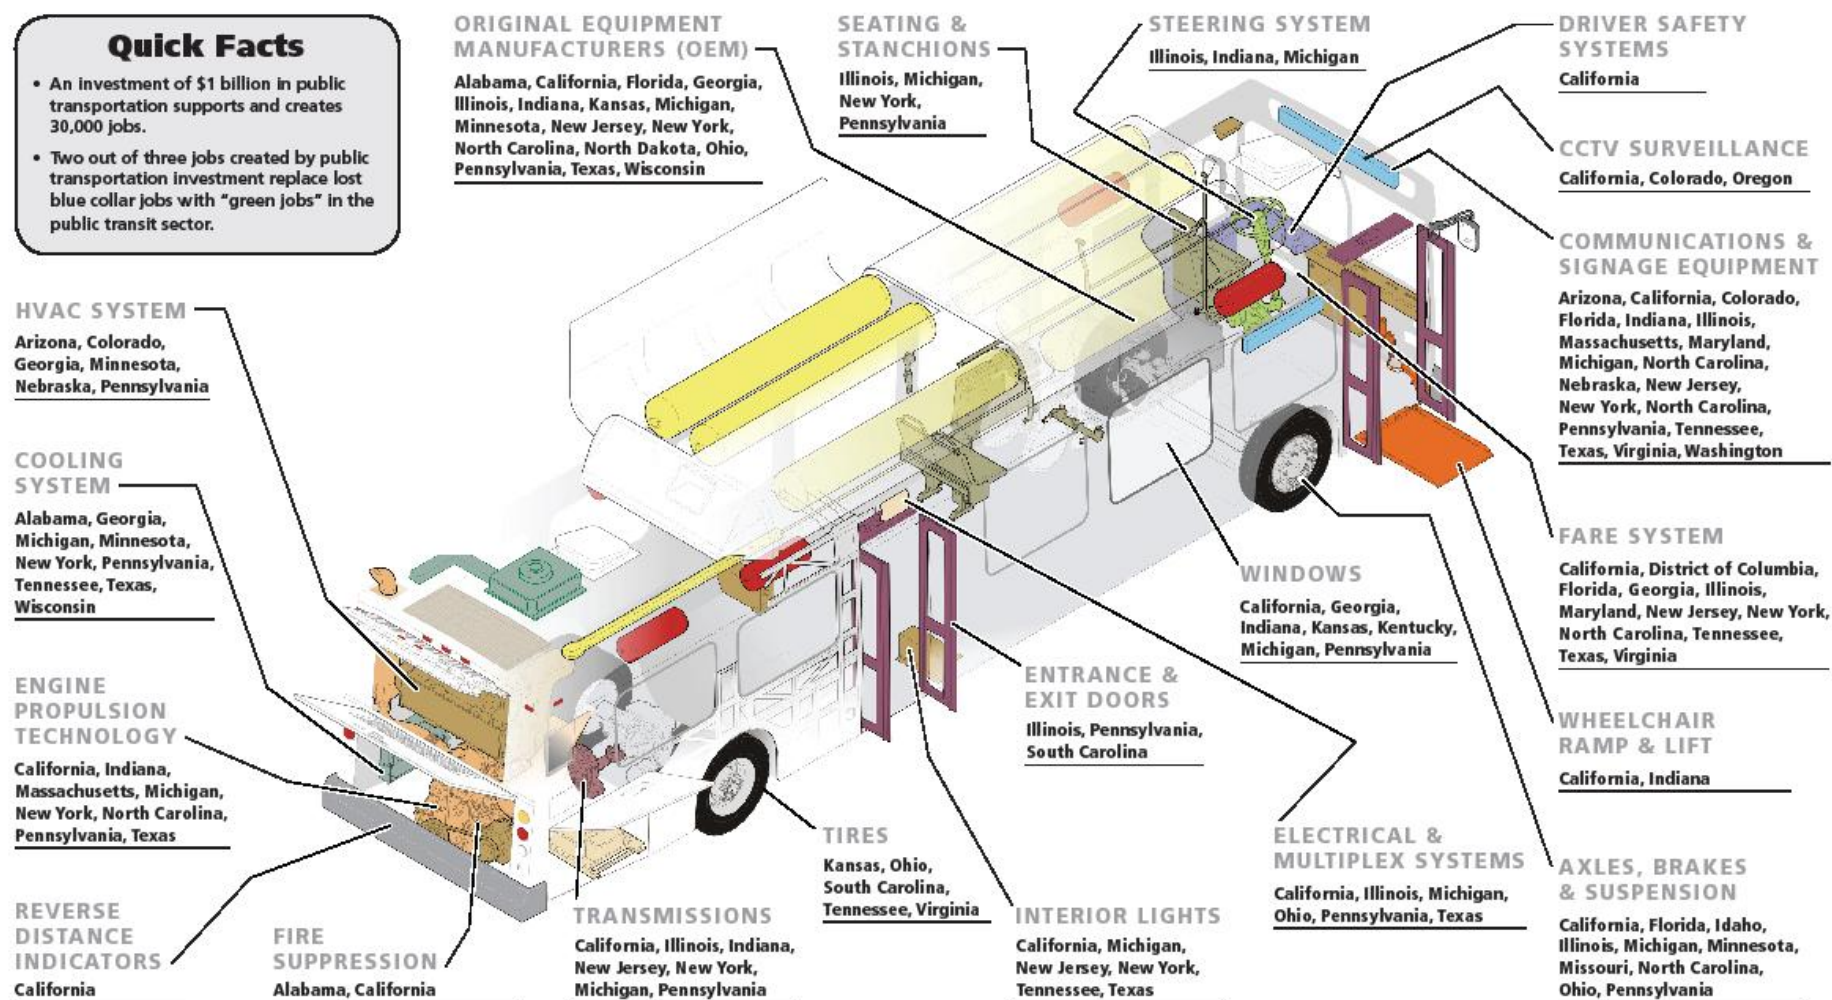 Quick Facts
• An investment of $1 billion in public
transportation supports and creates
30,000 jobs.
• Two out of three jobs created by public
transportation investment replace lost
blue collar jobs with “green jobs” in the
public transit sector.
ORIGINAL EQUIPMENT
MANUFACTURERS (OEM)
Alabama, California, Florida, Georgia,
Illinois, Indiana, Kansas, Michigan,
Minnesota, New Jersey, New York,
North Carolina, North Dakota, Ohio,
Pennsylvania, Texas, Wisconsin
SEATING &
STANCHIONS
Illinois, Michigan,
New York,
Pennsylvania
STEERING SYSTEM
Illinois, Indiana, Michigan
DRIVER SAFETY
SYSTEMS
California
CCTV SURVEILLANCE
California, Colorado, Oregon
COMMUNICATIONS &
SIGNAGE EQUIPMENT
Arizona, California, Colorado,
Florida, Indiana, Illinois,
Massachusetts, Maryland,
Michigan, North Carolina,
Nebraska, New Jersey,
New York, North Carolina,
Pennsylvania, Tennessee,
Texas, Virginia, Washington
HVAC SYSTEM
Arizona, Colorado,
Georgia, Minnesota,
Nebraska, Pennsylvania
COOLING
SYSTEM
Alabama, Georgia,
Michigan, Minnesota,
New York, Pennsylvania,
Tennessee, Texas,
Wisconsin
ENGINE
PROPULSION
TECHNOLOGY
California, Indiana,
Massachusetts, Michigan,
New York, North Carolina,
Pennsylvania, Texas
REVERSE
DISTANCE
INDICATORS
California
FIRE
SUPPRESSION
Alabama, California
TRANSMISSIONS
California, Illinois, Indiana,
New Jersey, New York,
Michigan, Pennsylvania
TIRES
Kansas, Ohio,
South Carolina,
Tennessee, Virginia
INTERIOR LIGHTS
California, Michigan,
New Jersey, New York,
Tennessee, Texas
ENTRANCE &
EXIT DOORS
Illinois, Pennsylvania,
South Carolina
WINDOWS
California, Georgia,
Indiana, Kansas, Kentucky,
Michigan, Pennsylvania
ELECTRICAL &
MULTIPLEX SYSTEMS
California, Illinois, Michigan,
Ohio, Pennsylvania, Texas
FARE SYSTEM
California, District of Columbia,
Florida, Georgia, Illinois,
Maryland, New Jersey, New York,
North Carolina, Tennessee,
Texas, Virginia
WHEELCHAIR
RAMP & LIFT
California, Indiana
AXLES, BRAKES
& SUSPENSION
California, Florida, Idaho,
Illinois, Michigan, Minnesota,
Missouri, North Carolina,
Ohio, Pennsylvania